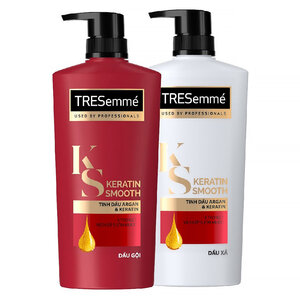 TRESemmé
USED BY PROFESSIONALS
KS
KERATIN
SMOOTH
TINH DẦU ARGAN
& KERATIN
DẦU GỘI
TRESemmé
USED BY PROFESSIONALS
KS
KERATIN
SMOOTH
TINH DẦU ARGAN
& KERATIN
DẦU XẢ